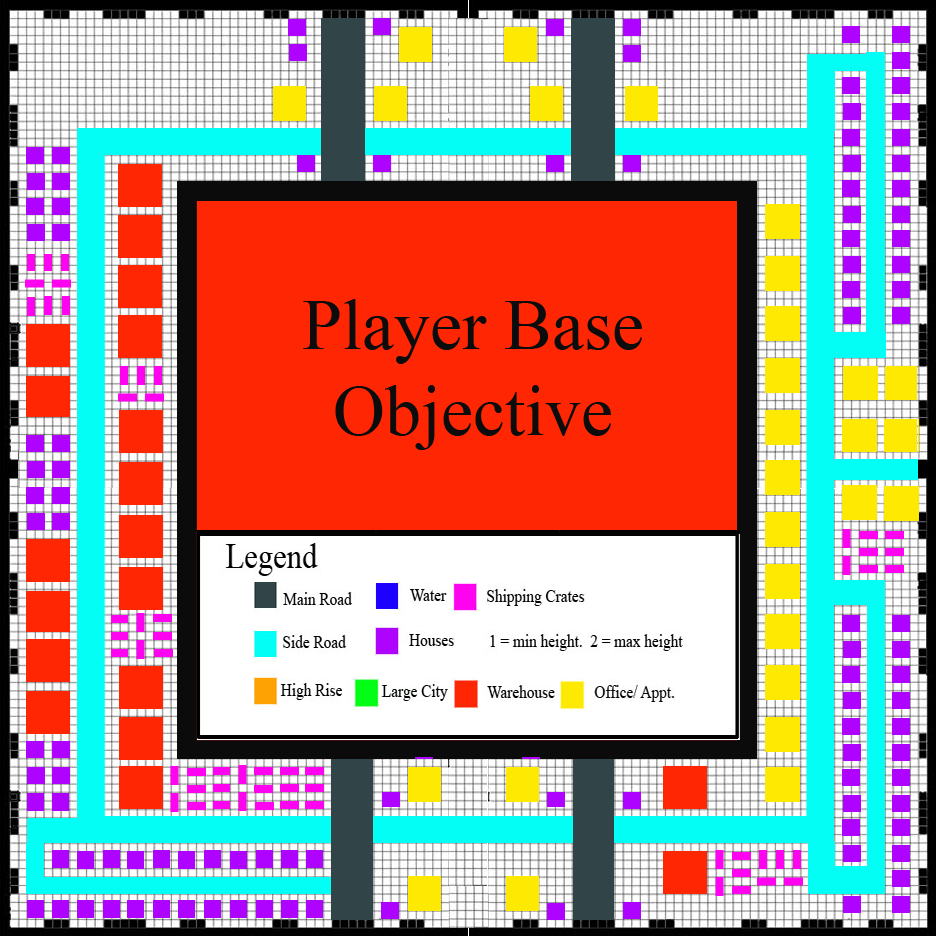 Player Base
Objective
Legend
Main Road
Water
Shipping Crates
Side Road
Houses
1 = min height.  2 = max height
High Rise
Large City
Warehouse
Office/ Appt.